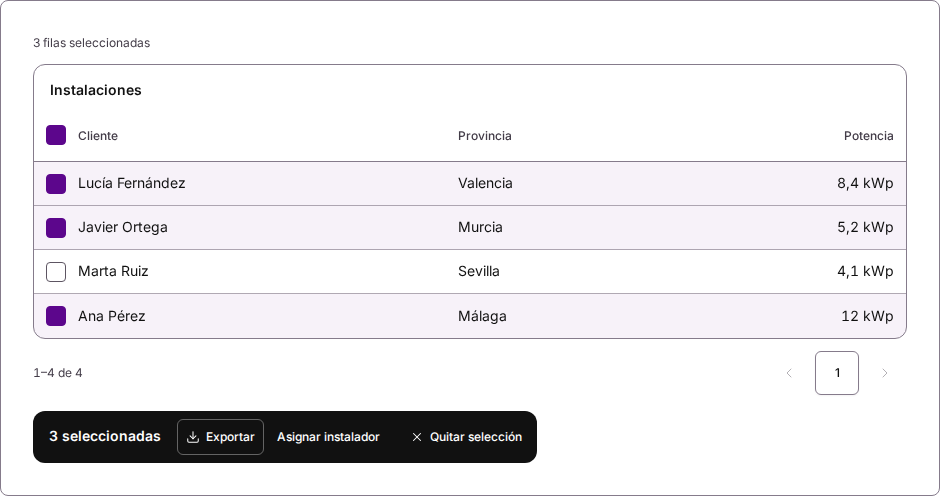 3 filas seleccionadas
Instalaciones
Cliente Provincia Potencia
Lucía Fernández Valencia 8,4 kWp
Javier Ortega Murcia 5,2 kWp
Marta Ruiz Sevilla 4,1 kWp
Ana Pérez Málaga 12 kWp
1–4 de 4 1
3 seleccionadas Exportar Asignar instalador Quitar selección